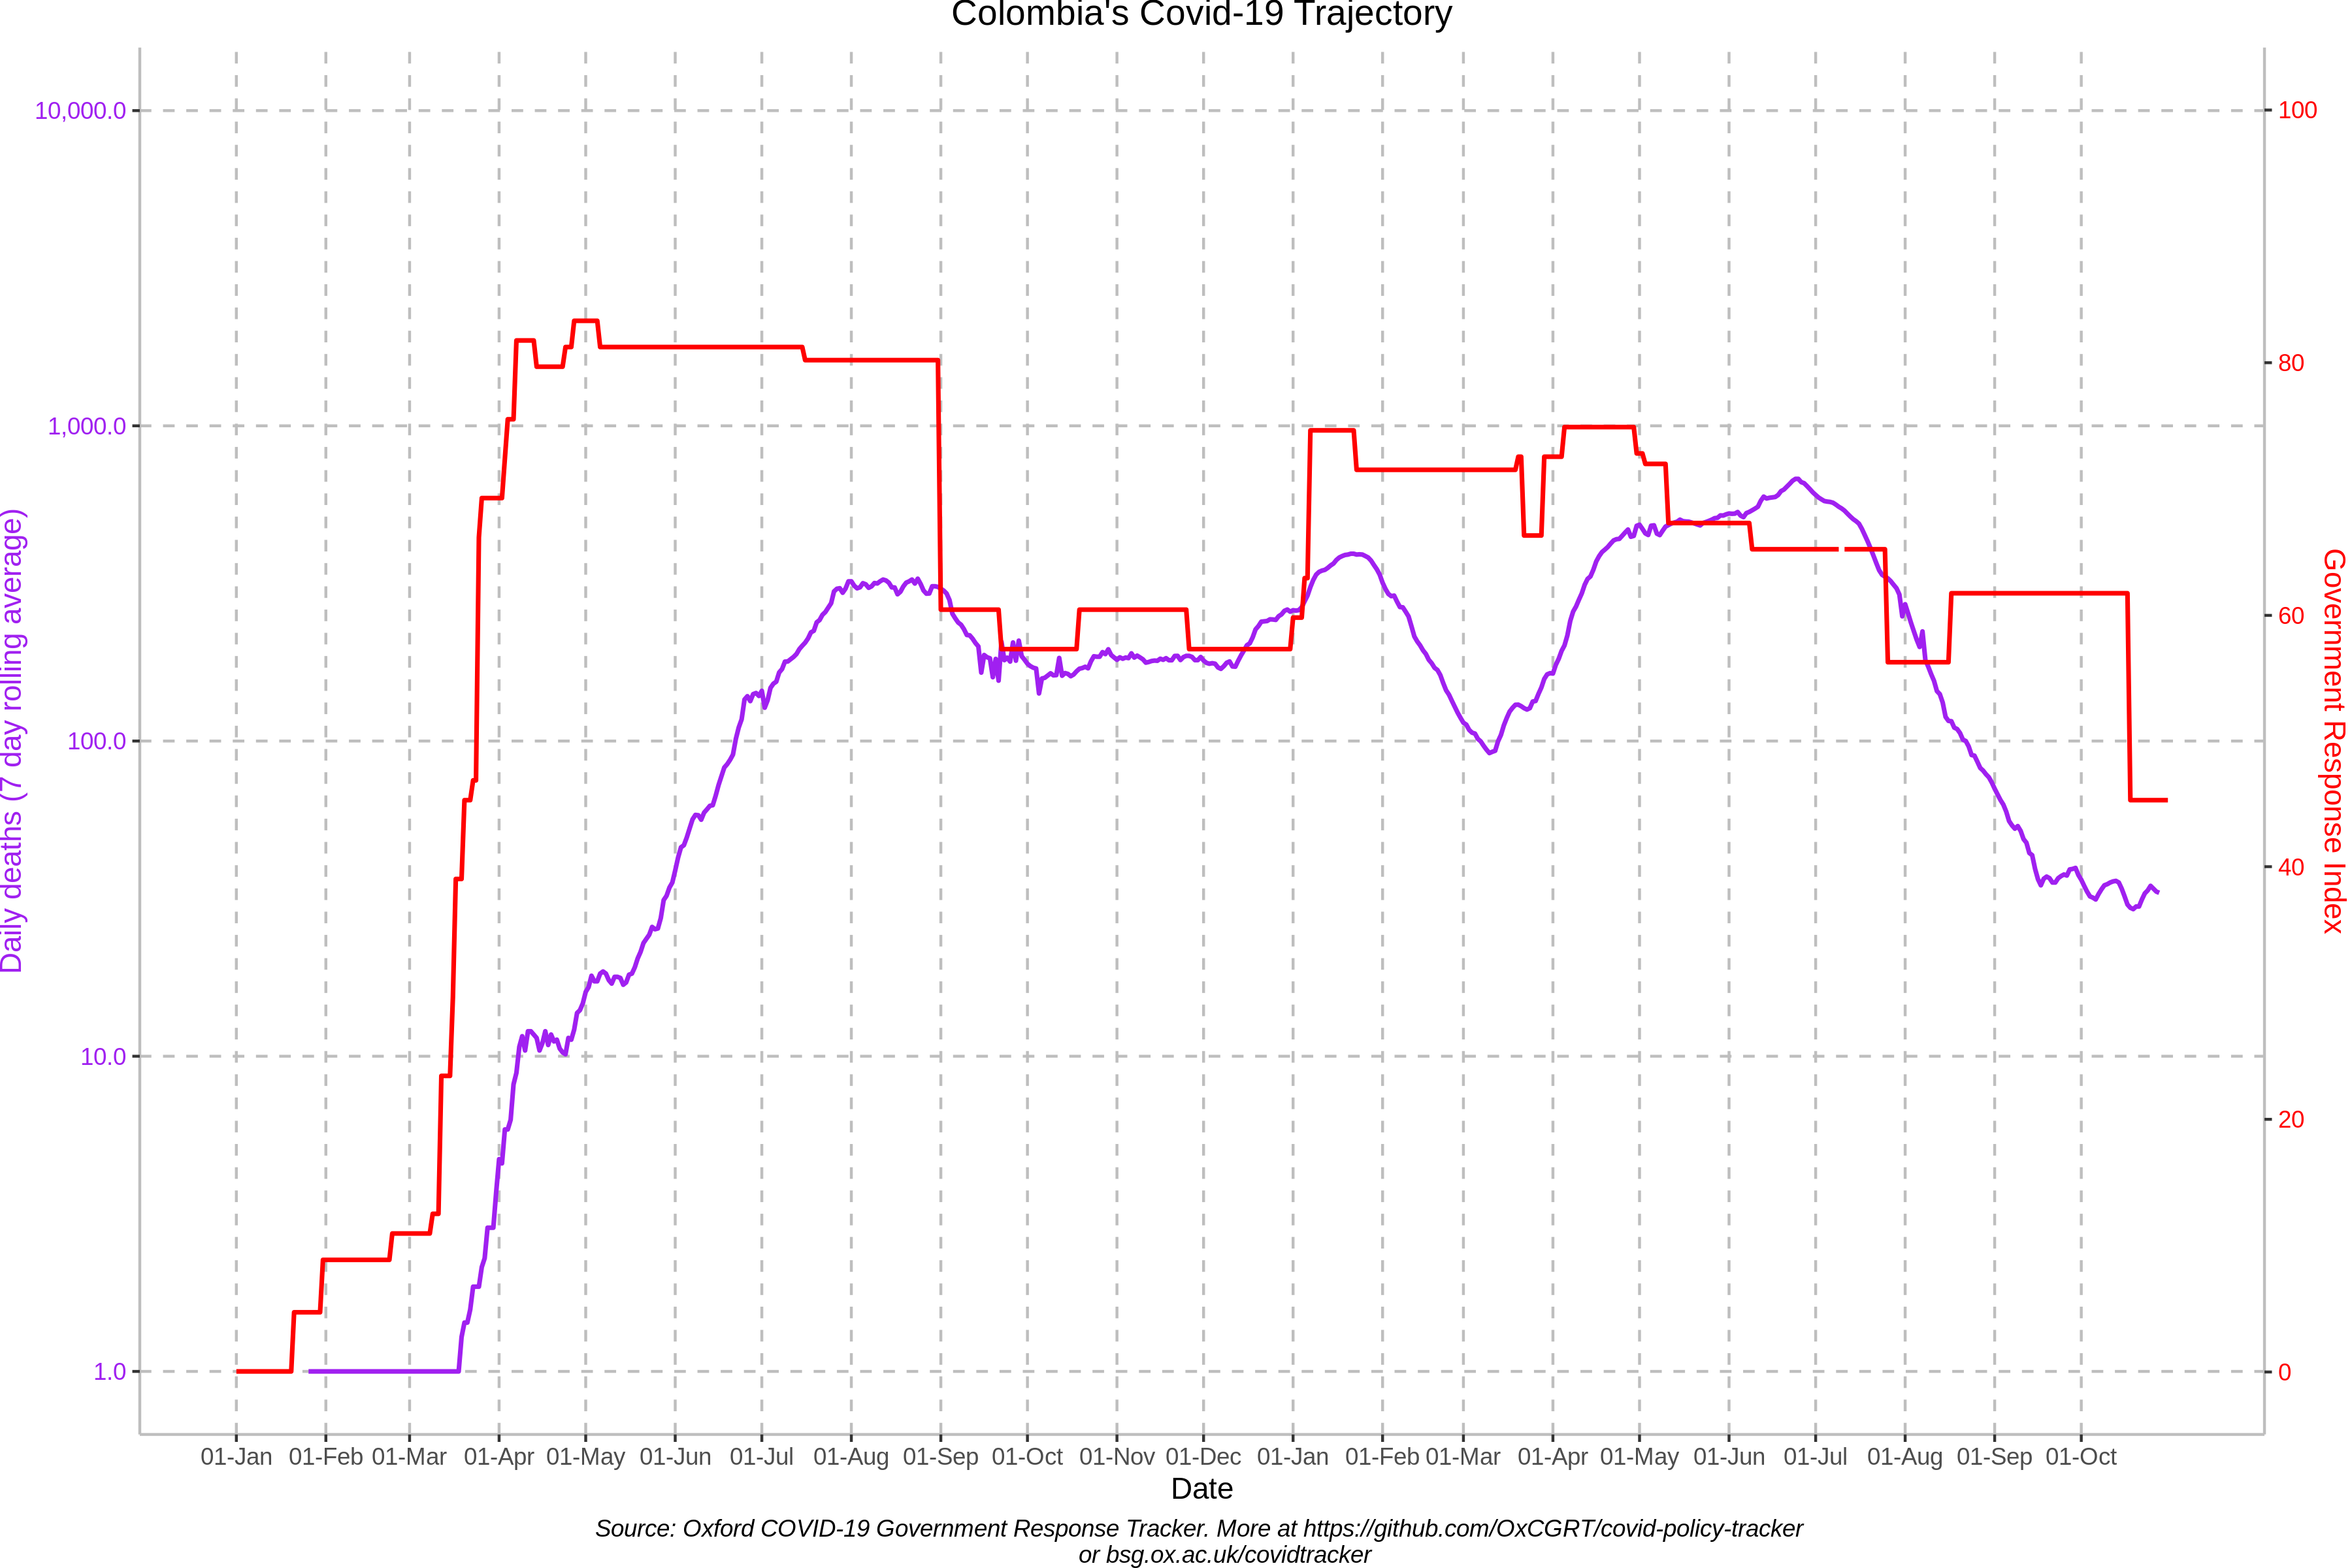 Colombia's Covid-19 Trajectory
10,000.0
1,000.0
100.0
10.0
1.0
Daily deaths (7 day rolling average)
100
80
60
40
20
0
Government Response Index
01-Jan 01-Feb 01-Mar 01-Apr 01-May 01-Jun 01-Jul 01-Aug 01-Sep 01-Oct 01-Nov 01-Dec 01-Jan 01-Feb 01-Mar 01-Apr 01-May 01-Jun 01-Jul 01-Aug 01-Sep 01-Oct
Date
Source: Oxford COVID-19 Government Response Tracker. More at https://github.com/OxCGRT/covid-policy-tracker
or bsg.ox.ac.uk/covidtracker